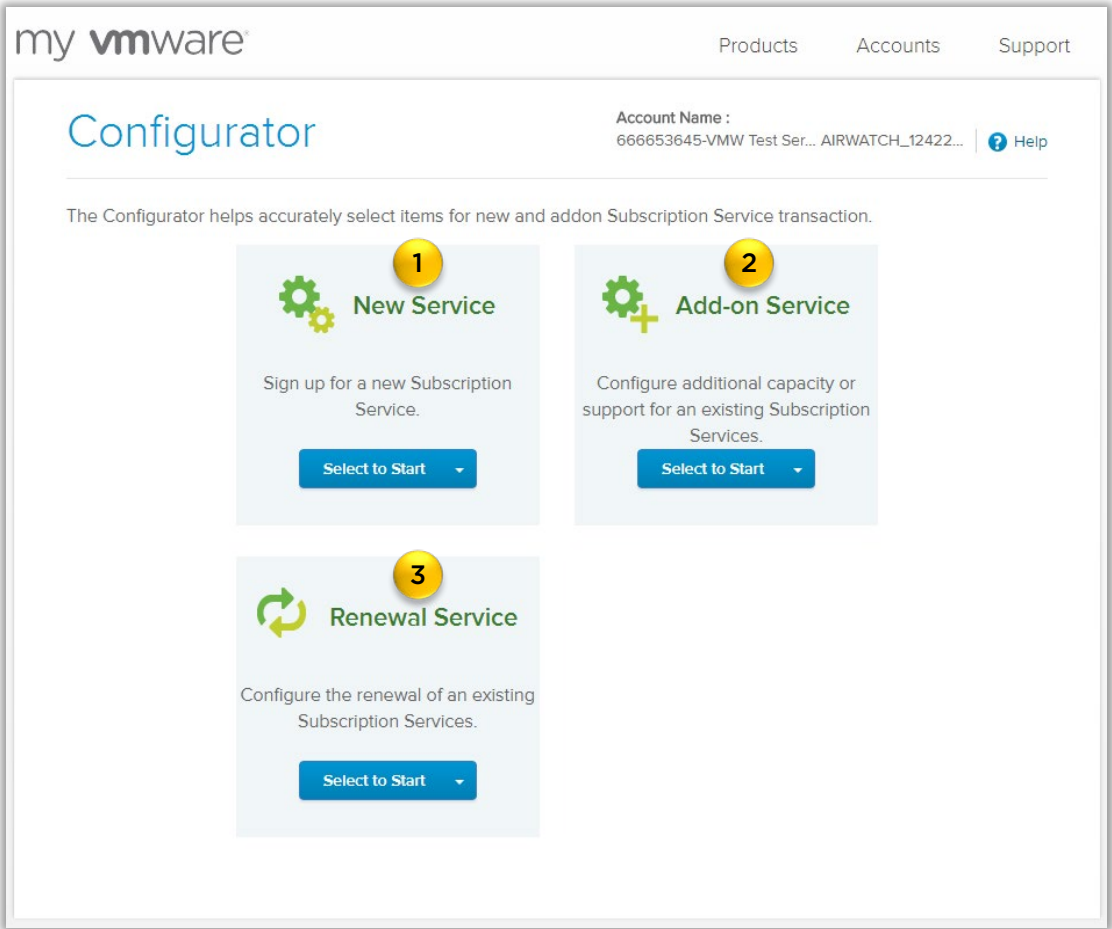 my vmware
Products Accounts Support
Configurator
Account Name :
666653645-VMW Test Ser... AIRWATCH_12422...
? Help
The Configurator helps accurately select items for new and addon Subscription Service transaction.
1
New Service
Sign up for a new Subscription
Service.
Select to Start
2
Add-on Service
Configure additional capacity or
support for an existing Subscription
Services.
Select to Start
3
Renewal Service
Configure the renewal of an existing
Subscription Services.
Select to Start